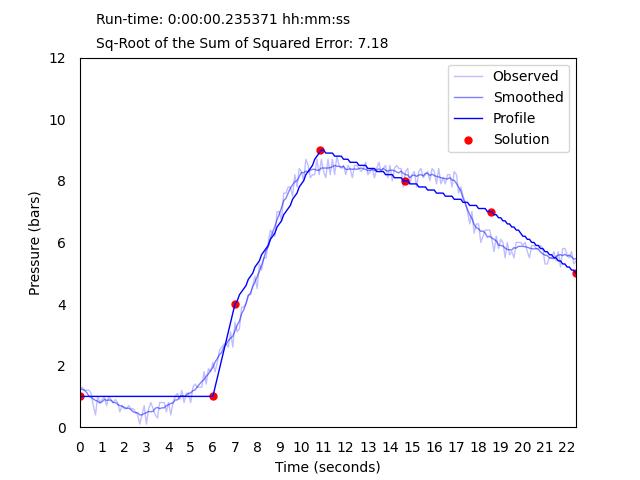 Run-time: 0:00:00.235371 hh:mm:ss
Sq-Root of the Sum of Squared Error: 7.18
12
10
8
6
4
2
0
Pressure (bars)
Observed
Smoothed
Profile
Solution
0 1 2 3 4 5 6 7 8 9 10 11 12 13 14 15 16 17 18 19 20 21 22
Time (seconds)